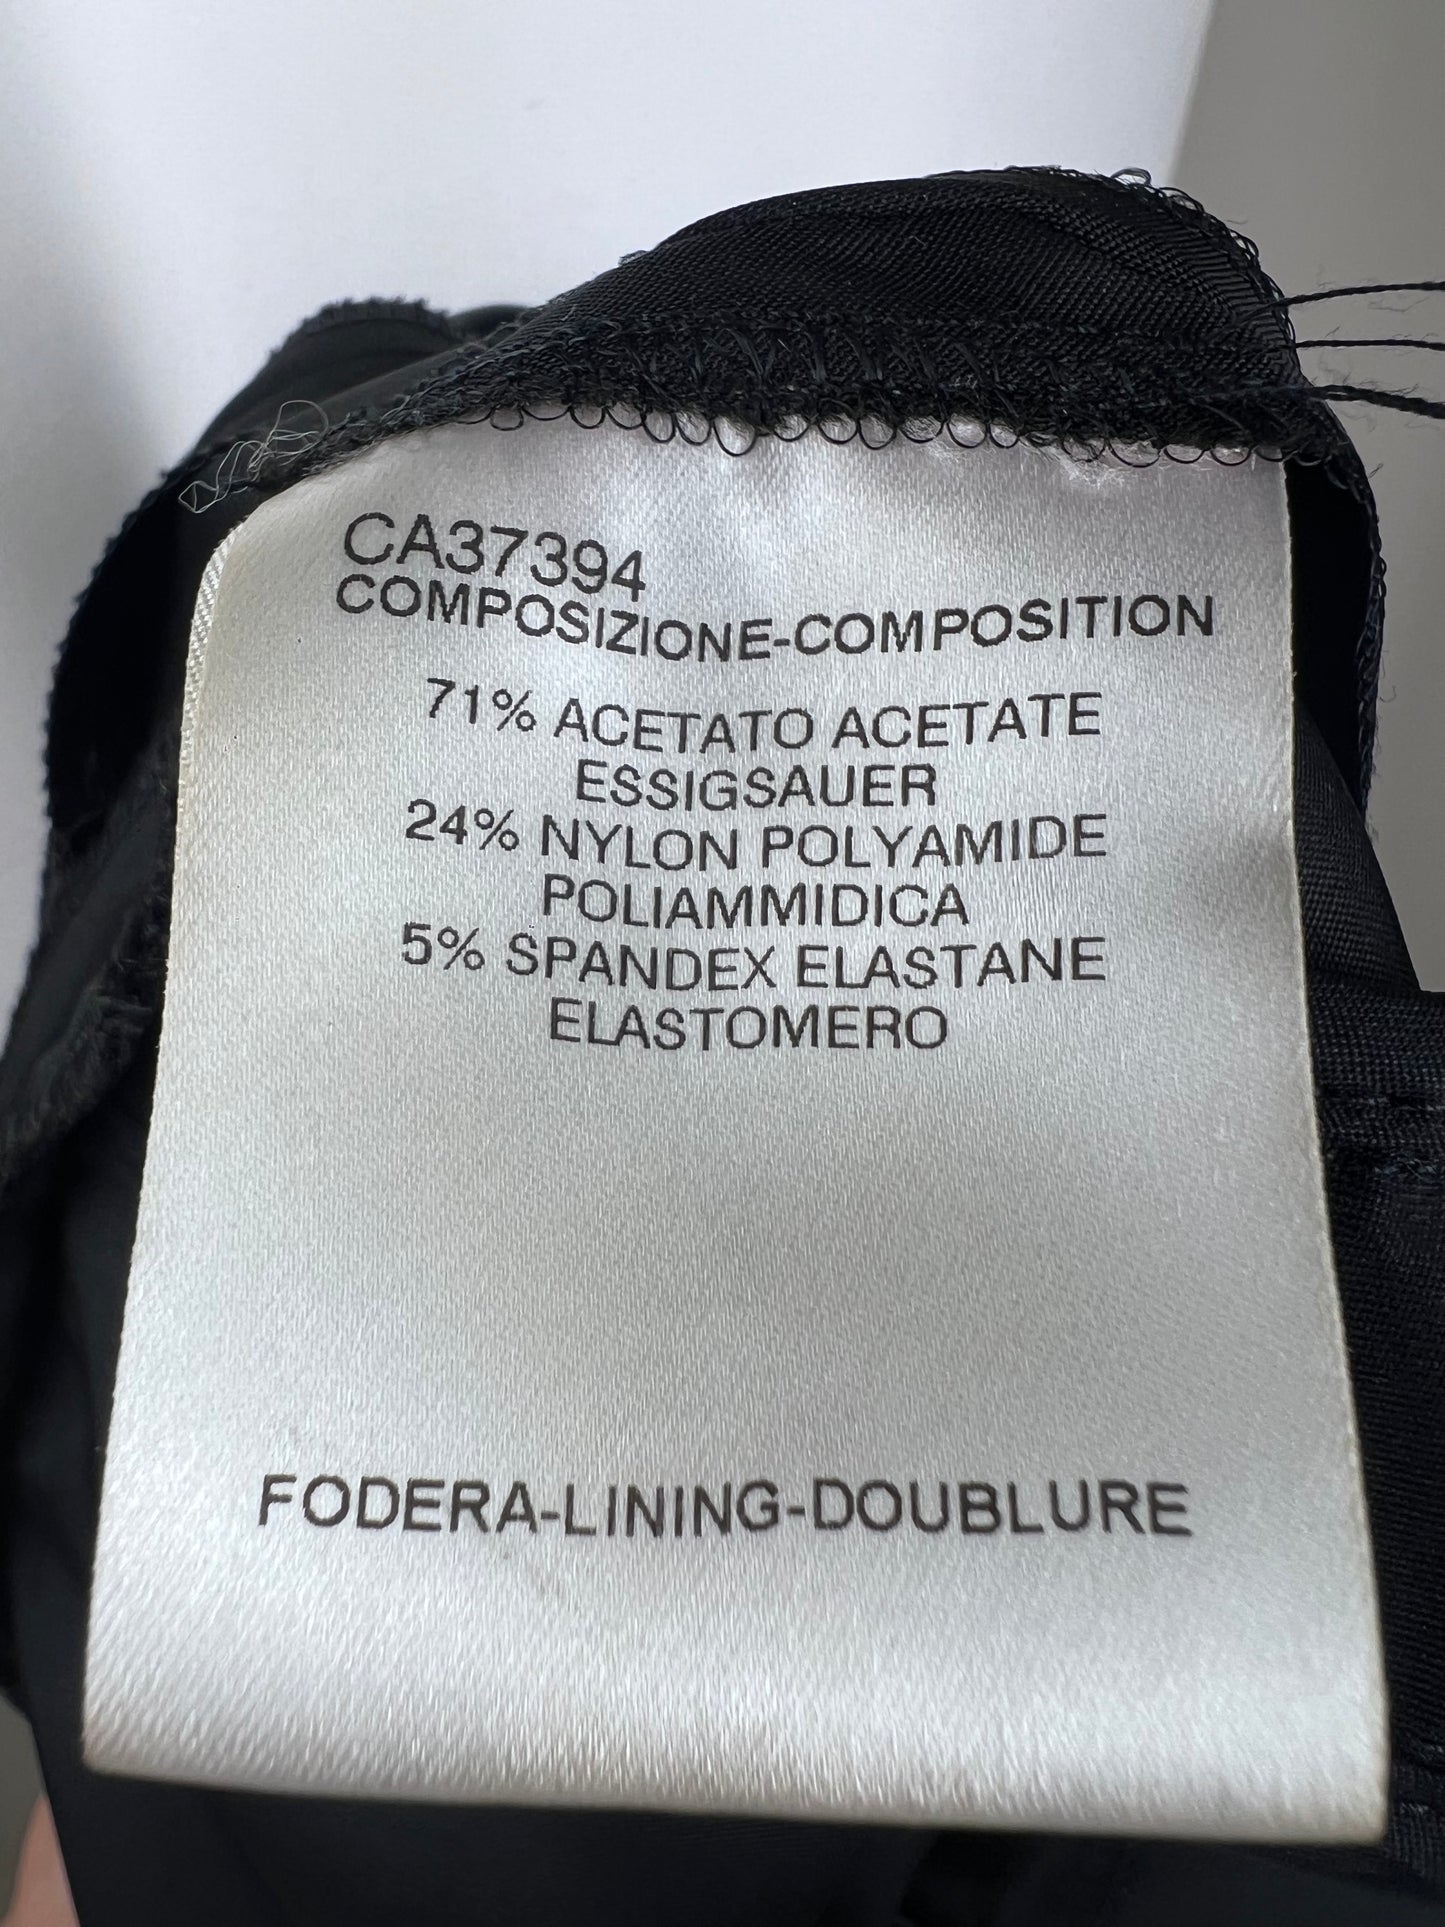 CA37394
COMPOSIZIONE-COMPOSITION
71% ACETATO ACETATE
ESSIGSAUER
24% NYLON POLYAMIDE
POLIAMMIDICA
5% SPANDEX ELASTANE
ELASTOMERO
FODERA-LINING-DOUBLURE